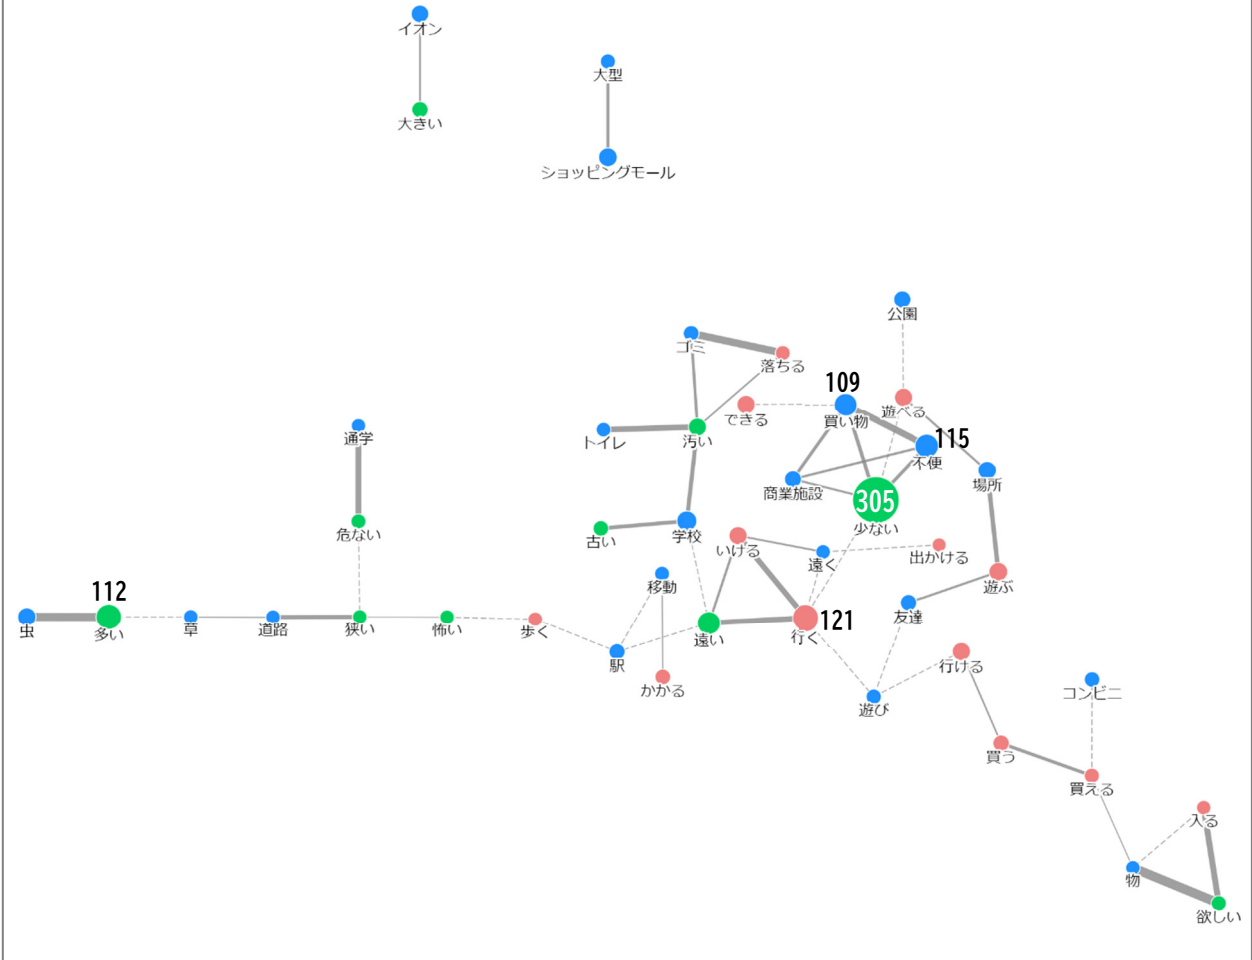 イオン
大きい
大型
ショッピングモール
公園
ゴミ
落ちる
109
できる
買い物
遊べる
115
不便
通学
トイレ
汚い
商業施設
場所
305
少ない
危ない
古い
学校
いける
遠く
出かける
移動
遊ぶ
112
虫
多い
草
道路
狭い
怖い
歩く
駅
遠い
行く
121
友達
かかる
遊び
行ける
コンビニ
買う
買える
入る
物
欲しい